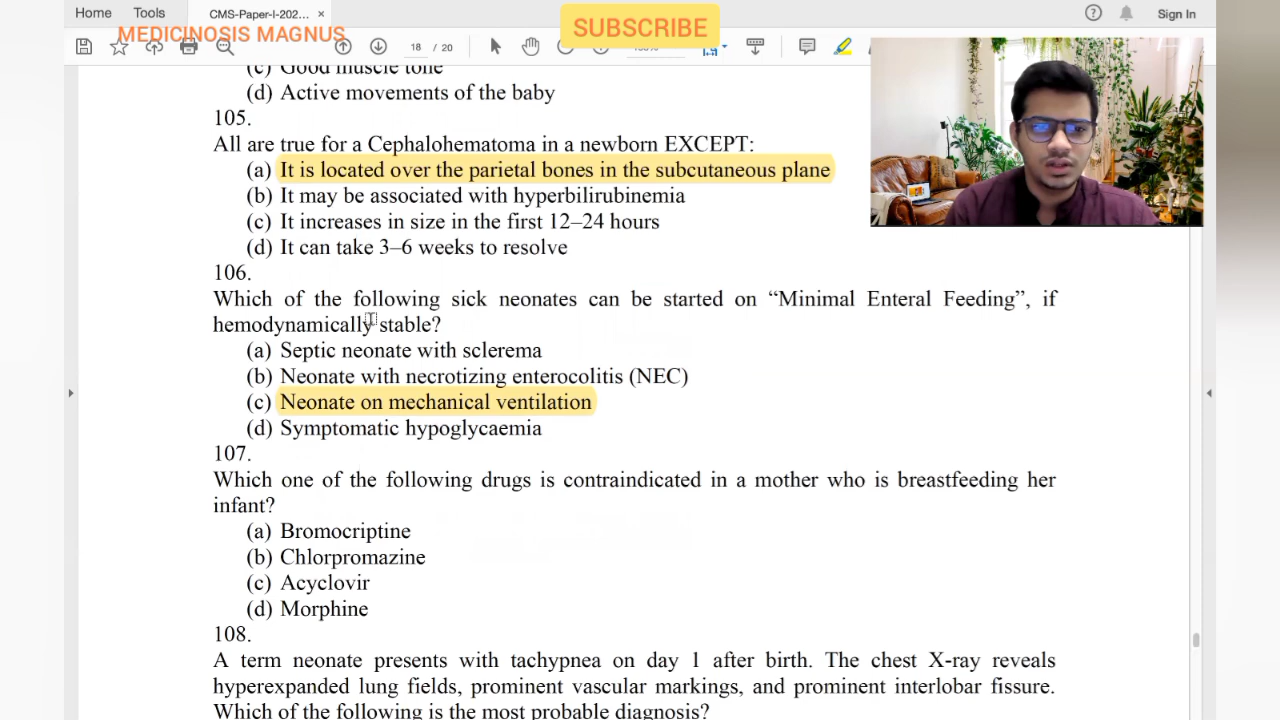 Home
Tools
CMS-Paper-I-202... ×
SUBSCRIBE
Sign In
MEDICINOSIS MAGNUS
18 / 20
(c) Good muscle tone
(d) Active movements of the baby
105.
All are true for a Cephalohematoma in a newborn EXCEPT:
(a) It is located over the parietal bones in the subcutaneous plane
(b) It may be associated with hyperbilirubinemia
(c) It increases in size in the first 12–24 hours
(d) It can take 3–6 weeks to resolve
106.
Which of the following sick neonates can be started on “Minimal Enteral Feeding”, if
hemodynamically stable?
(a) Septic neonate with sclerema
(b) Neonate with necrotizing enterocolitis (NEC)
(c) Neonate on mechanical ventilation
(d) Symptomatic hypoglycaemia
107.
Which one of the following drugs is contraindicated in a mother who is breastfeeding her
infant?
(a) Bromocriptine
(b) Chlorpromazine
(c) Acyclovir
(d) Morphine
108.
A term neonate presents with tachypnea on day 1 after birth. The chest X-ray reveals
hyperexpanded lung fields, prominent vascular markings, and prominent interlobar fissure.
Which of the following is the most probable diagnosis?